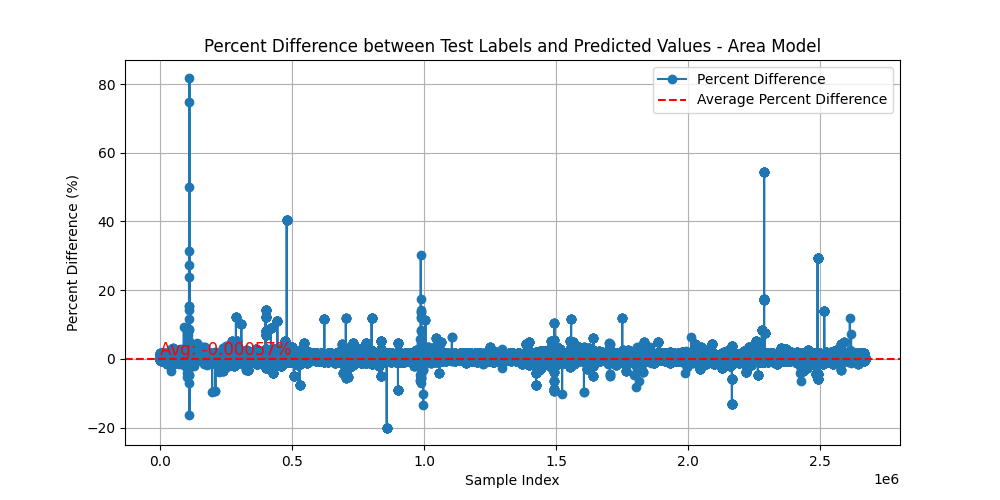 Percent Difference between Test Labels and Predicted Values - Area Model
Percent Difference (%)
80
60
40
20
0
−20
Percent Difference
Average Percent Difference
Avg: -0.00057%
0.0 0.5 1.0 1.5 2.0 2.5
1e6
Sample Index